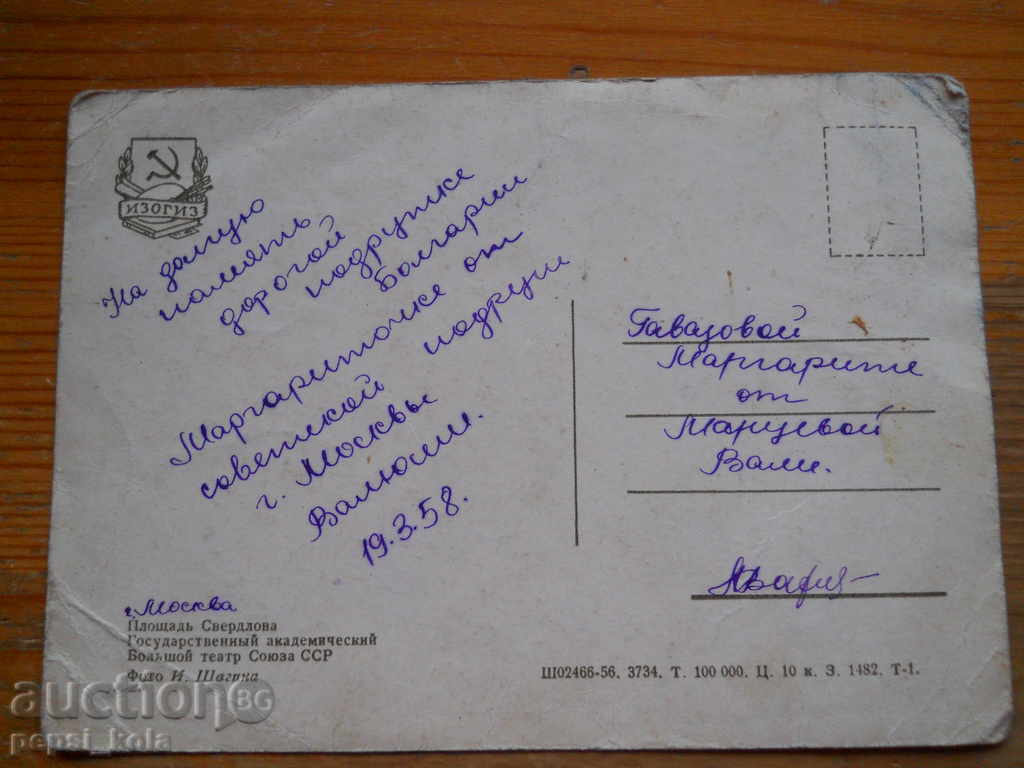 ИЗОГИЗ
На долгую
память
дорогой
подружке
Болгарии
Маргариточке от
советской подруги
г. Москвы
Валюши.
19.3.58.
Гавазовой
Маргарите
от
Манцевой
Вали.
г. Москва
Площадь Свердлова
Государственный академический
Большой театр Союза ССР
Фото И. Шагина
Ш02466-56. 3734. Т. 100 000. Ц. 10 к. З. 1482. Т-1.
auction BG
pepsi_kola